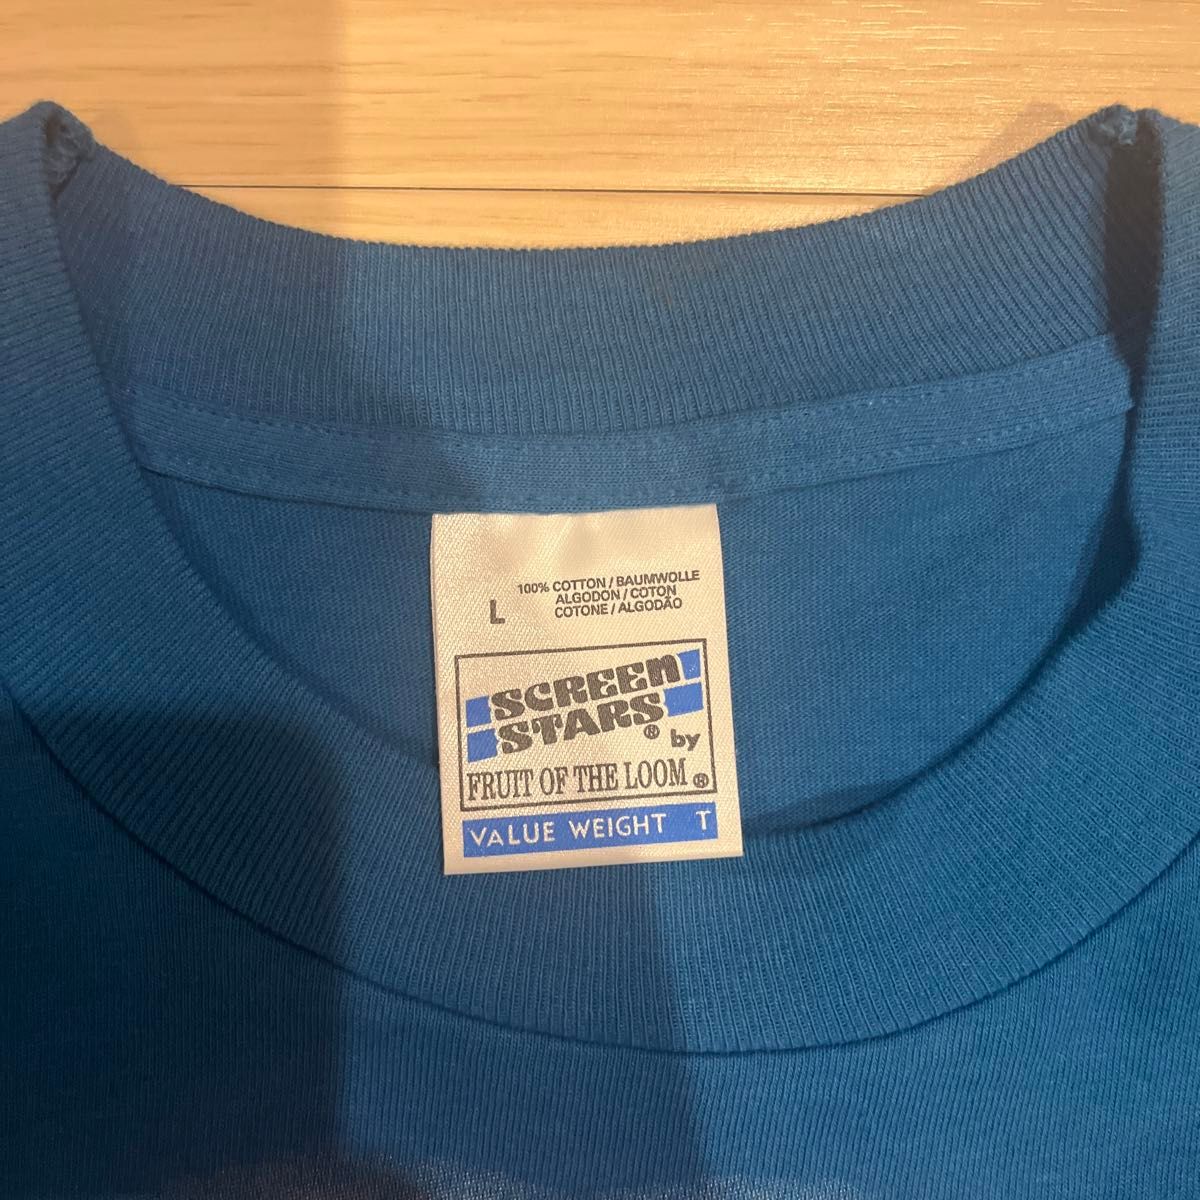 L
100% COTTON / BAUMWOLLE
ALGODON / COTON
COTONE / ALGODÃO
SCREEN
STARS® by
FRUIT OF THE LOOM®
VALUE WEIGHT T